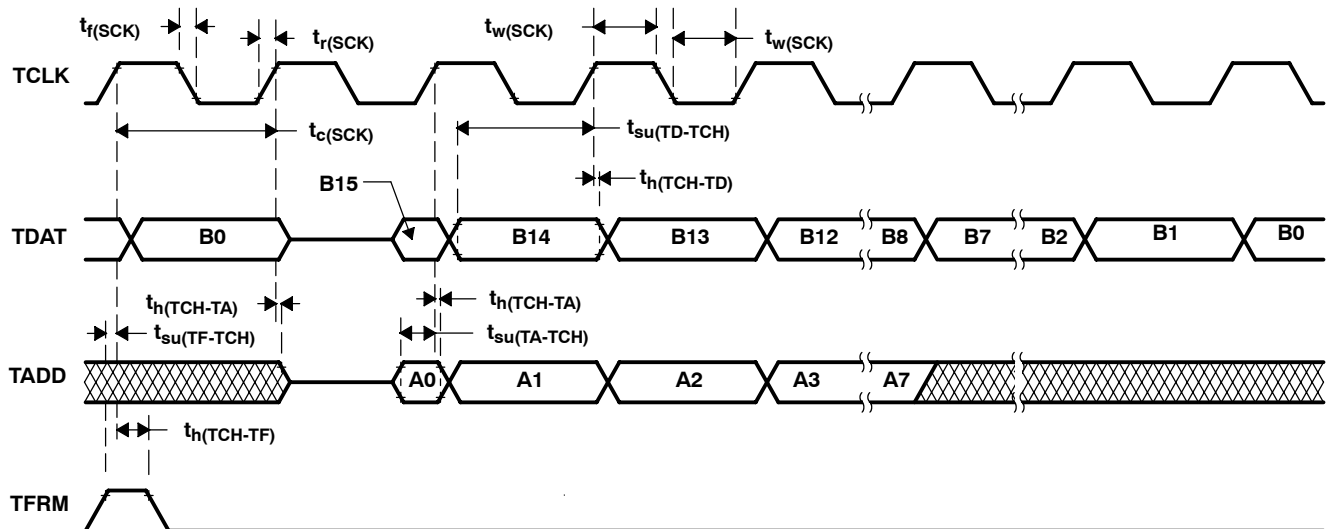 tf(SCK)
tr(SCK)
tw(SCK)
tw(SCK)
TCLK
tc(SCK)
tsu(TD-TCH)
th(TCH-TD)
B15
TDAT
B0
B14
B13
B12
B8
B7
B2
B1
B0
th(TCH-TA)
th(TCH-TA)
tsu(TF-TCH)
tsu(TA-TCH)
TADD
A0
A1
A2
A3
A7
th(TCH-TF)
TFRM